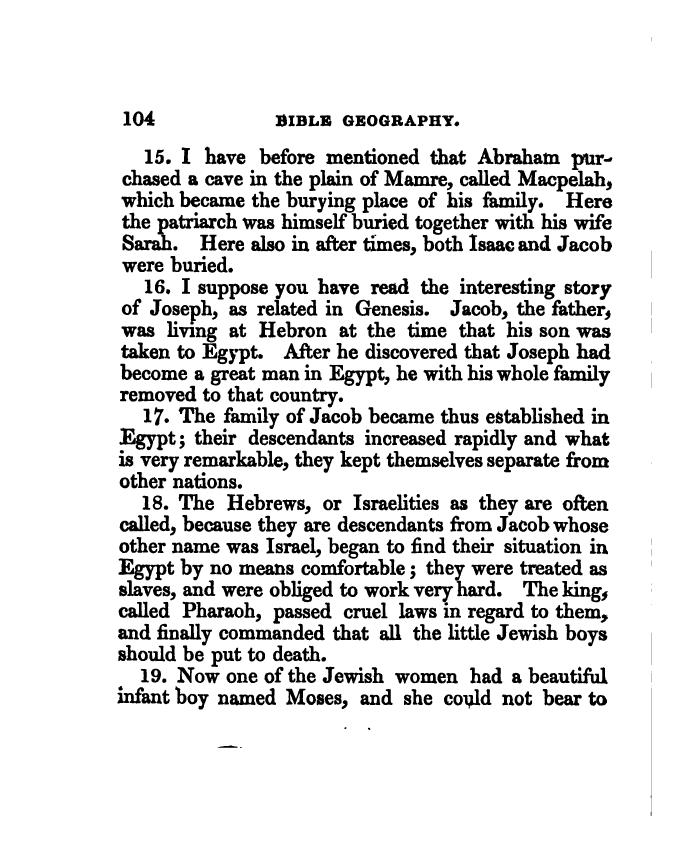 104 BIBLE GEOGRAPHY.
15. I have before mentioned that Abraham pur-
chased a cave in the plain of Mamre, called Macpelah,
which became the burying place of his family. Here
the patriarch was himself buried together with his wife
Sarah. Here also in after times, both Isaac and Jacob
were buried.
16. I suppose you have read the interesting story
of Joseph, as related in Genesis. Jacob, the father,
was living at Hebron at the time that his son was
taken to Egypt. After he discovered that Joseph had
become a great man in Egypt, he with his whole family
removed to that country.
17. The family of Jacob became thus established in
Egypt; their descendants increased rapidly and what
is very remarkable, they kept themselves separate from
other nations.
18. The Hebrews, or Israelities as they are often
called, because they are descendants from Jacob whose
other name was Israel, began to find their situation in
Egypt by no means comfortable; they were treated as
slaves, and were obliged to work very hard. The king,
called Pharaoh, passed cruel laws in regard to them,
and finally commanded that all the little Jewish boys
should be put to death.
19. Now one of the Jewish women had a beautiful
infant boy named Moses, and she could not bear to